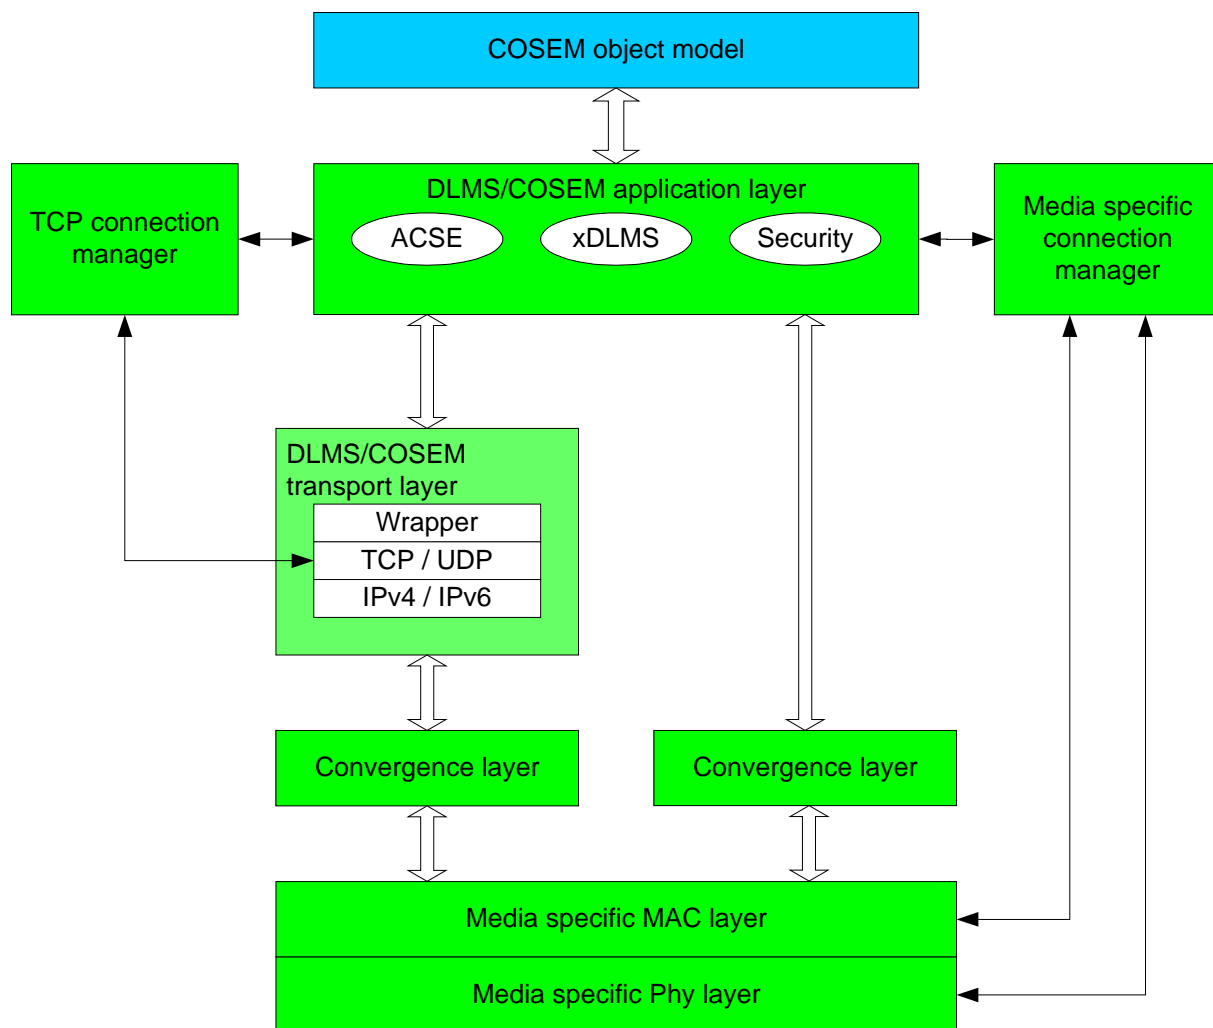 COSEM object model
TCP connection
manager
DLMS/COSEM application layer
ACSE
xDLMS
Security
Media specific
connection
manager
DLMS/COSEM
transport layer
Wrapper
TCP / UDP
IPv4 / IPv6
Convergence layer
Convergence layer
Media specific MAC layer
Media specific Phy layer